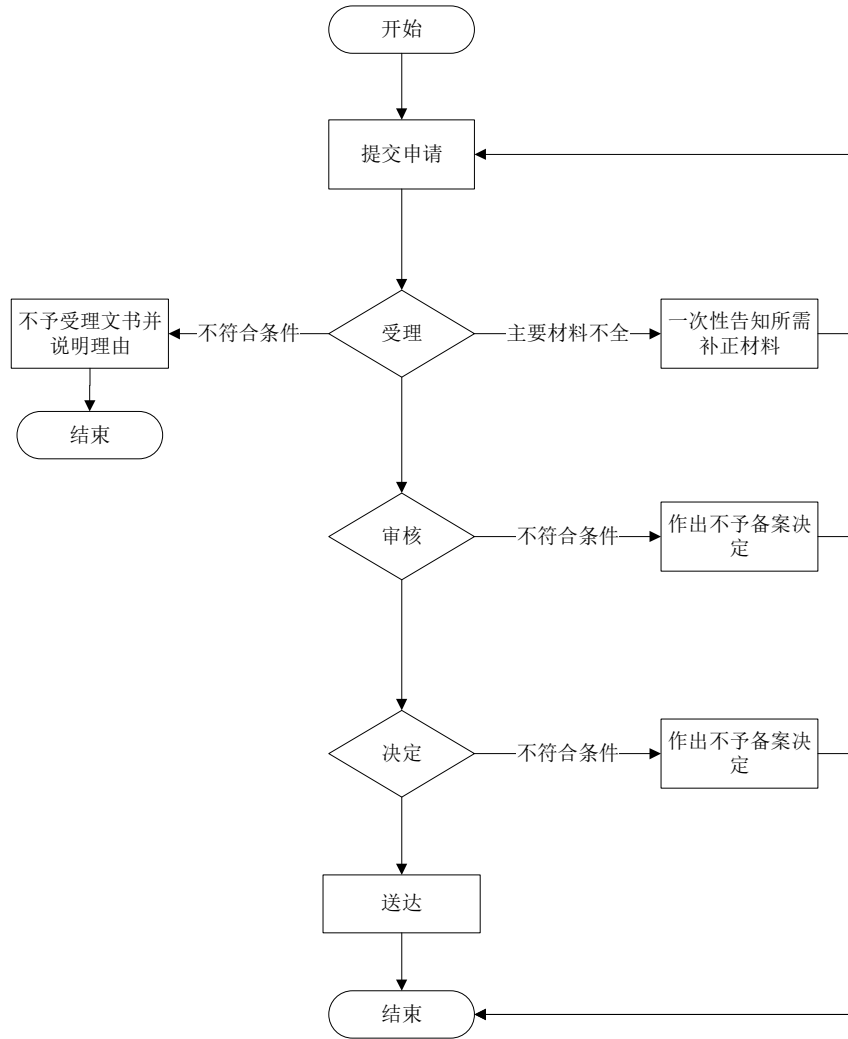 开始
提交申请
不予受理文书并
说明理由
不符合条件
受理
主要材料不全
一次性告知所需
补正材料
结束
审核
不符合条件
作出不予备案决
定
决定
不符合条件
作出不予备案决
定
送达
结束